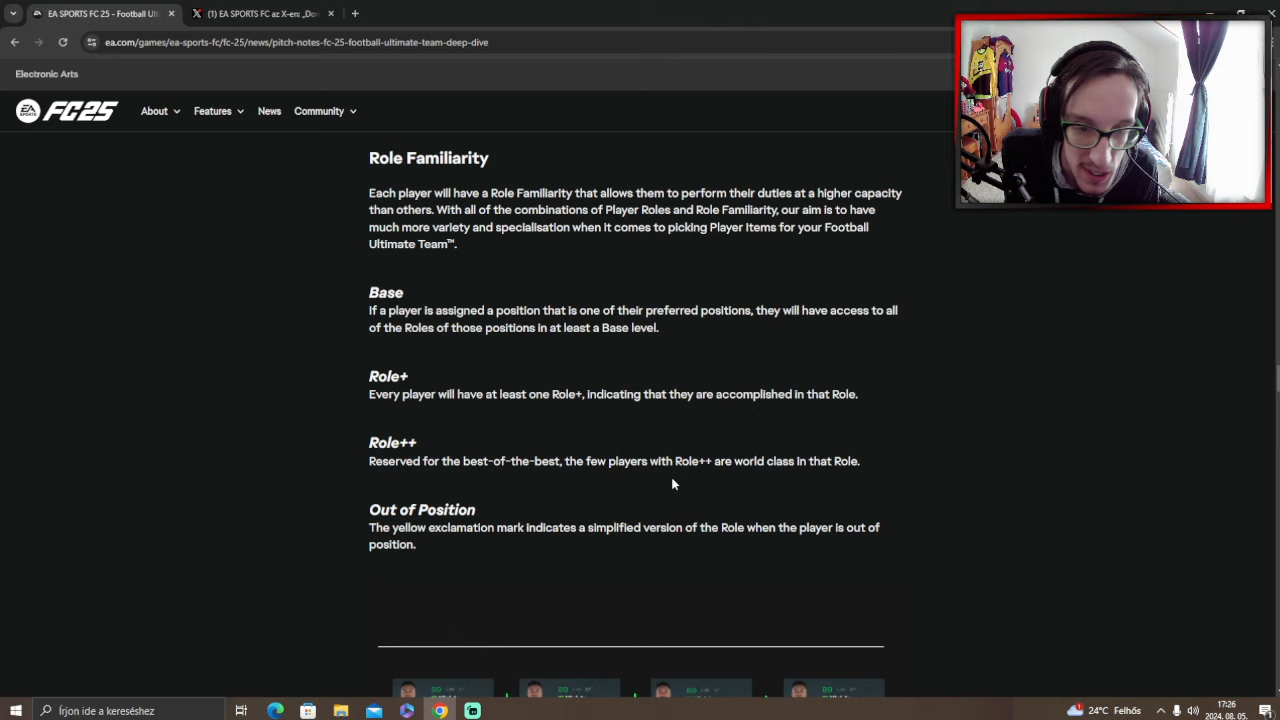 EA SPORTS FC 25 - Football Ult
(1) EA SPORTS FC az X-en: „Do
ea.com/games/ea-sports-fc/fc-25/news/pitch-notes-fc-25-football-ultimate-team-deep-dive
Electronic Arts
EA SPORTS FC25
About
Features
News
Community
Role Familiarity
Each player will have a Role Familiarity that allows them to perform their duties at a higher capacity
than others. With all of the combinations of Player Roles and Role Familiarity, our aim is to have
much more variety and specialisation when it comes to picking Player Items for your Football
Ultimate Team™.
Base
If a player is assigned a position that is one of their preferred positions, they will have access to all
of the Roles of those positions in at least a Base level.
Role+
Every player will have at least one Role+, indicating that they are accomplished in that Role.
Role++
Reserved for the best-of-the-best, the few players with Role++ are world class in that Role.
Out of Position
The yellow exclamation mark indicates a simplified version of the Role when the player is out of
position.
89 89 89 89
Írjon ide a kereséshez
24°C Felhős
17:26
2024. 08. 05.